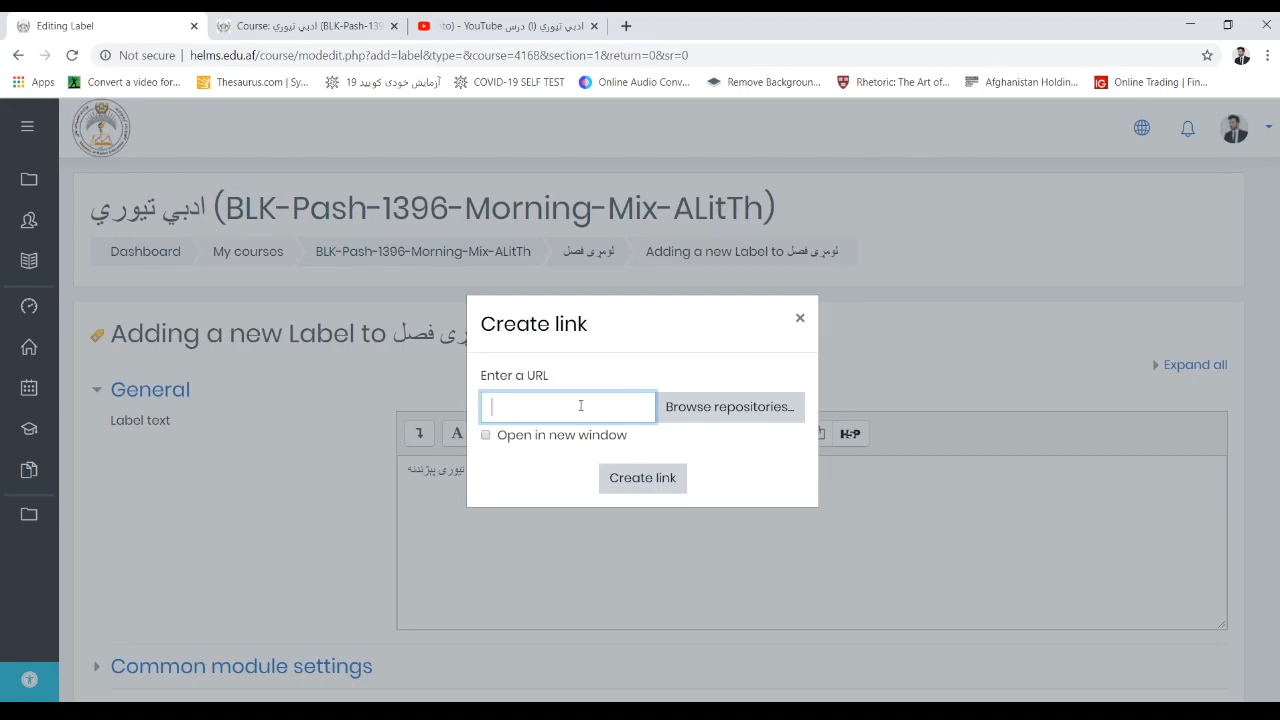 Editing Label
Course: ادبي تیوري (BLK-Pash-139
ادبي تیوري (۱) درس - YouTube
Not secure | helms.edu.af/course/modedit.php?add=label&type=&course=4168&section=1&return=0&sr=0
Apps
Convert a video for...
Thesaurus.com | Sy...
آزمایش خودی کویید 19
COVID-19 SELF TEST
Online Audio Conv...
Remove Backgroun...
Rhetoric: The Art of...
Afghanistan Holdin...
Online Trading | Fin...
ادبي تیوري (BLK-Pash-1396-Morning-Mix-ALitTh)
Dashboard
My courses
BLK-Pash-1396-Morning-Mix-ALitTh
لومړی فصل
Adding a new Label to لومړی فصل
Adding a new Label to
فصل
Expand all
General
Label text
Create link
×
Enter a URL
Browse repositories...
Open in new window
Create link
A
H5P
تیوری پېژندنه
Common module settings